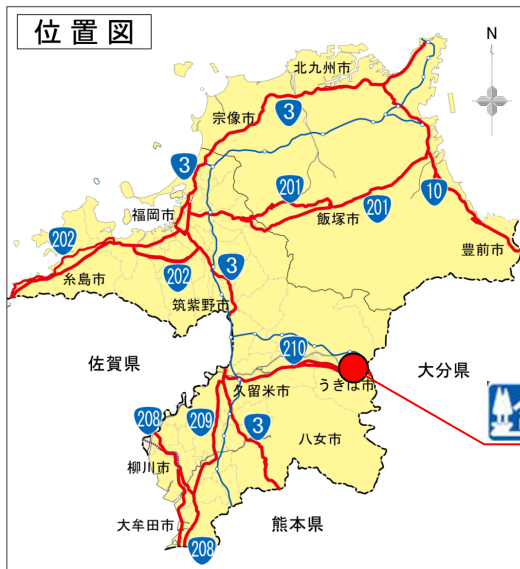 位置図
N
北九州市
宗像市
3
3
201
福岡市
飯塚市
201
10
202
豊前市
糸島市
202
3
筑紫野市
210
佐賀県
大分県
久留米市
うきは市
208
209
3
八女市
柳川市
大牟田市
熊本県
208